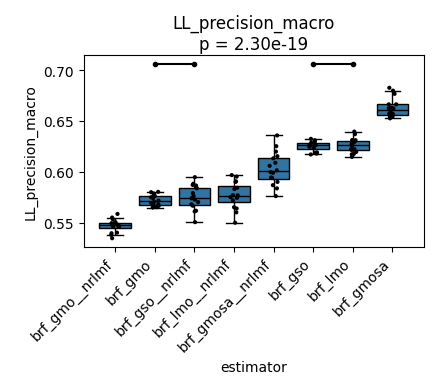 LL_precision_macro
p = 2.30e-19
LL_precision_macro
0.70
0.65
0.60
0.55
brf_gmo__nrlmf
brf_gmo
brf_gso__nrlmf
brf_lmo__nrlmf
brf_gmosa__nrlmf
brf_gso
brf_lmo
brf_gmosa
estimator